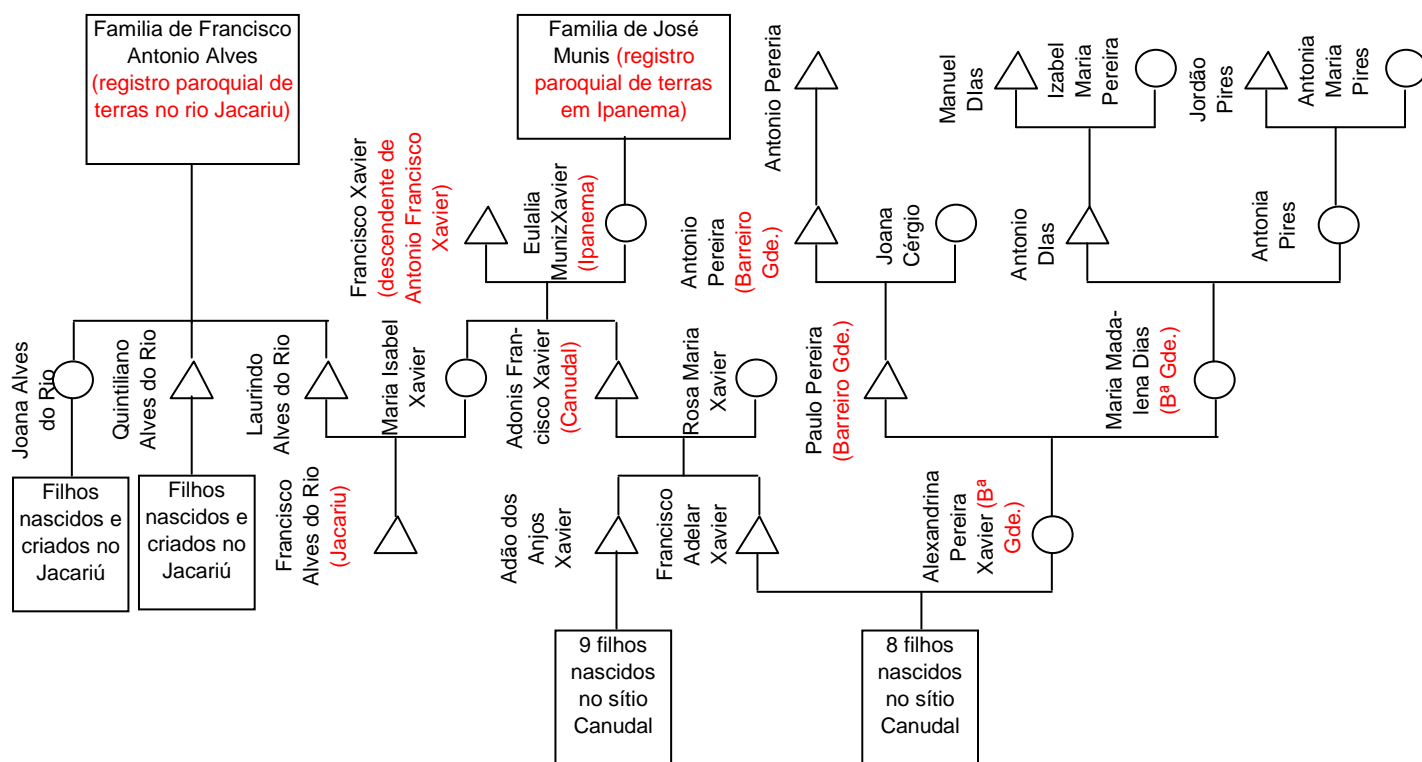 Familia de Francisco
Antonio Alves
(registro paroquial de
terras no rio Jacariu)
Familia de José
Munis (registro
paroquial de terras
em Ipanema)
Antonio Pereria
Manuel
DIas
Izabel
Maria
Pereira
Jordão
Pires
Antonia
Maria
Pires
Francisco Xavier
(descendente de
Antonio Francisco
Xavier)
Eulalia
MunizXavier
(Ipanema)
Antonio
Pereira
(Barreiro
Gde.)
Joana
Cérgio
Antonio
DIas
Antonia
Pires
Joana Alves
do Rio
Quintiliano
Alves do Rio
Laurindo
Alves do Rio
Maria Isabel
Xavier
Adonis Fran-
cisco Xavier
(Canudal)
Rosa Maria
Xavier
Paulo Pereira
(Barreiro Gde.)
Maria Mada-
lena Dias
(Bª Gde.)
Filhos
nascidos e
criados no
Jacariú
Filhos
nascidos e
criados no
Jacariú
Francisco
Alves do Rio
(Jacariu)
Adão dos
Anjos
Xavier
Francisco
Adelar
Xavier
Alexandrina
Pereira
Xavier (Bª
Gde.)
9 filhos
nascidos
no sítio
Canudal
8 filhos
nascidos
no sítio
Canudal